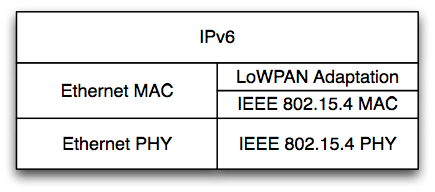 IPv6
Ethernet MAC
LoWPAN Adaptation
IEEE 802.15.4 MAC
Ethernet PHY
IEEE 802.15.4 PHY